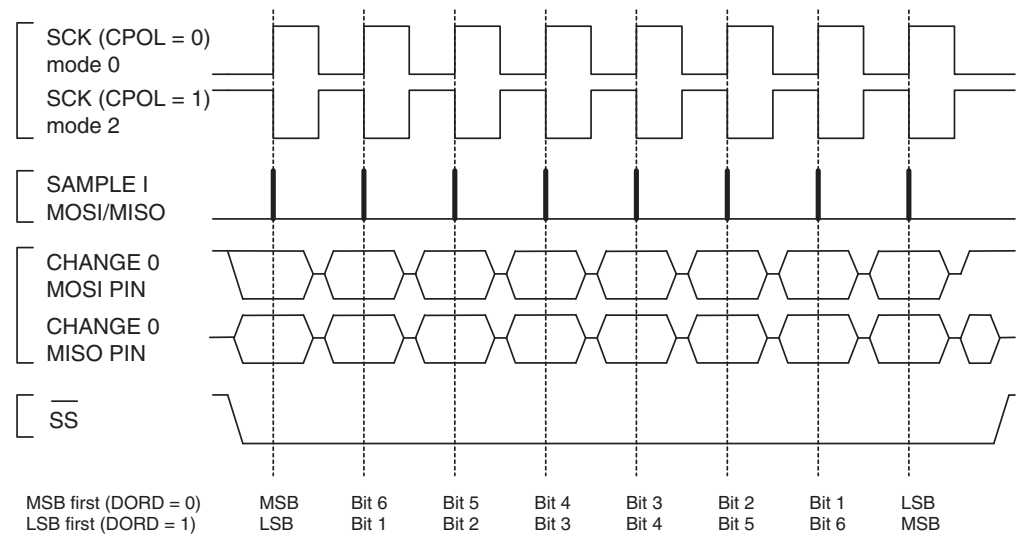 SCK (CPOL = 0)
mode 0
SCK (CPOL = 1)
mode 2
SAMPLE I
MOSI/MISO
CHANGE 0
MOSI PIN
CHANGE 0
MISO PIN
SS
MSB first (DORD = 0) MSB Bit 6 Bit 5 Bit 4 Bit 3 Bit 2 Bit 1 LSB
LSB first (DORD = 1) LSB Bit 1 Bit 2 Bit 3 Bit 4 Bit 5 Bit 6 MSB